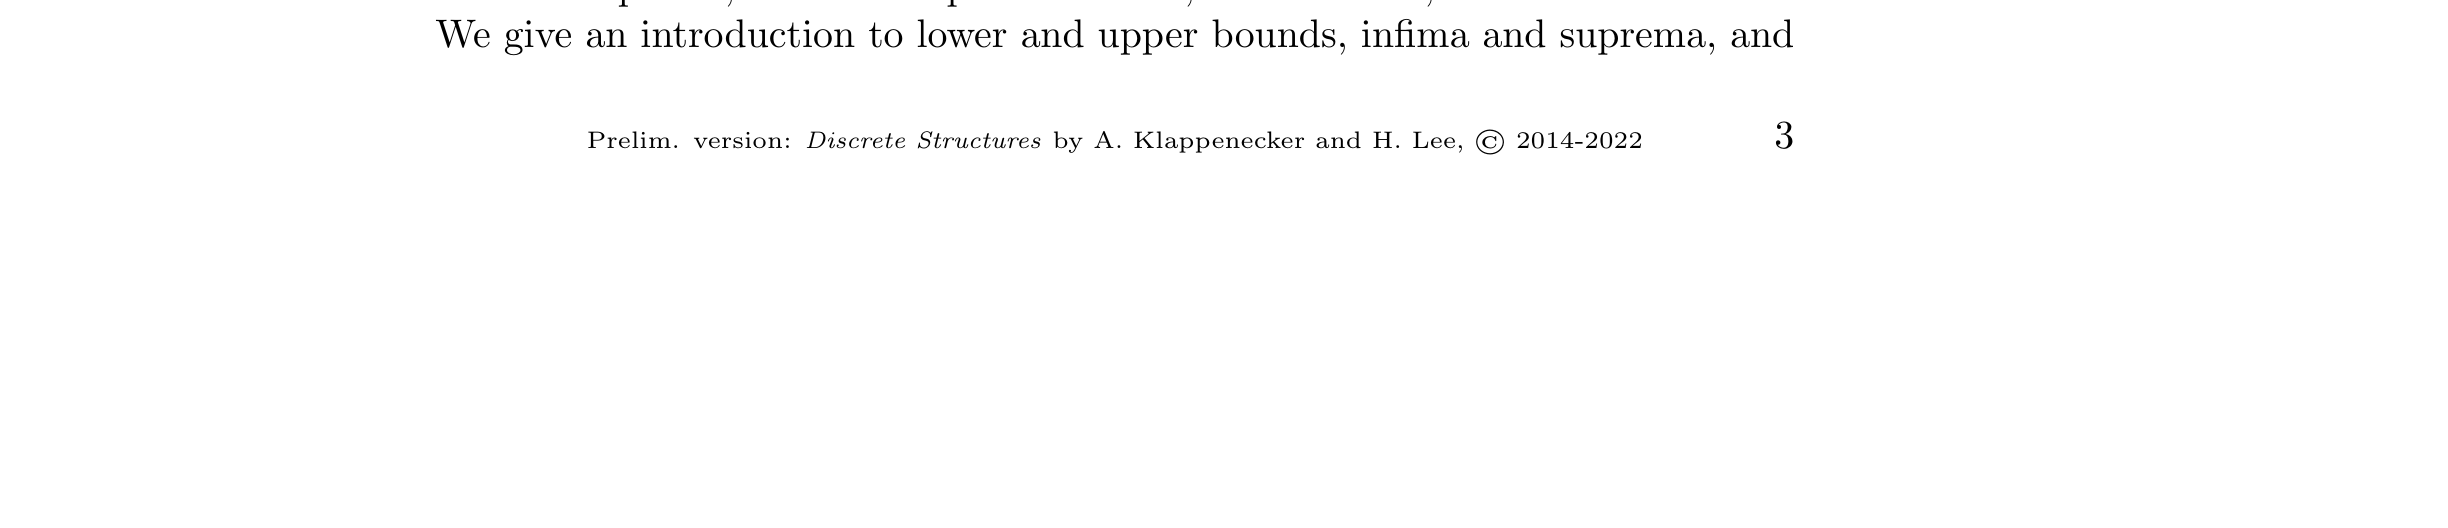 We give an introduction to lower and upper bounds, infima and suprema, and
Prelim. version: Discrete Structures by A. Klappenecker and H. Lee, © 2014-2022 3